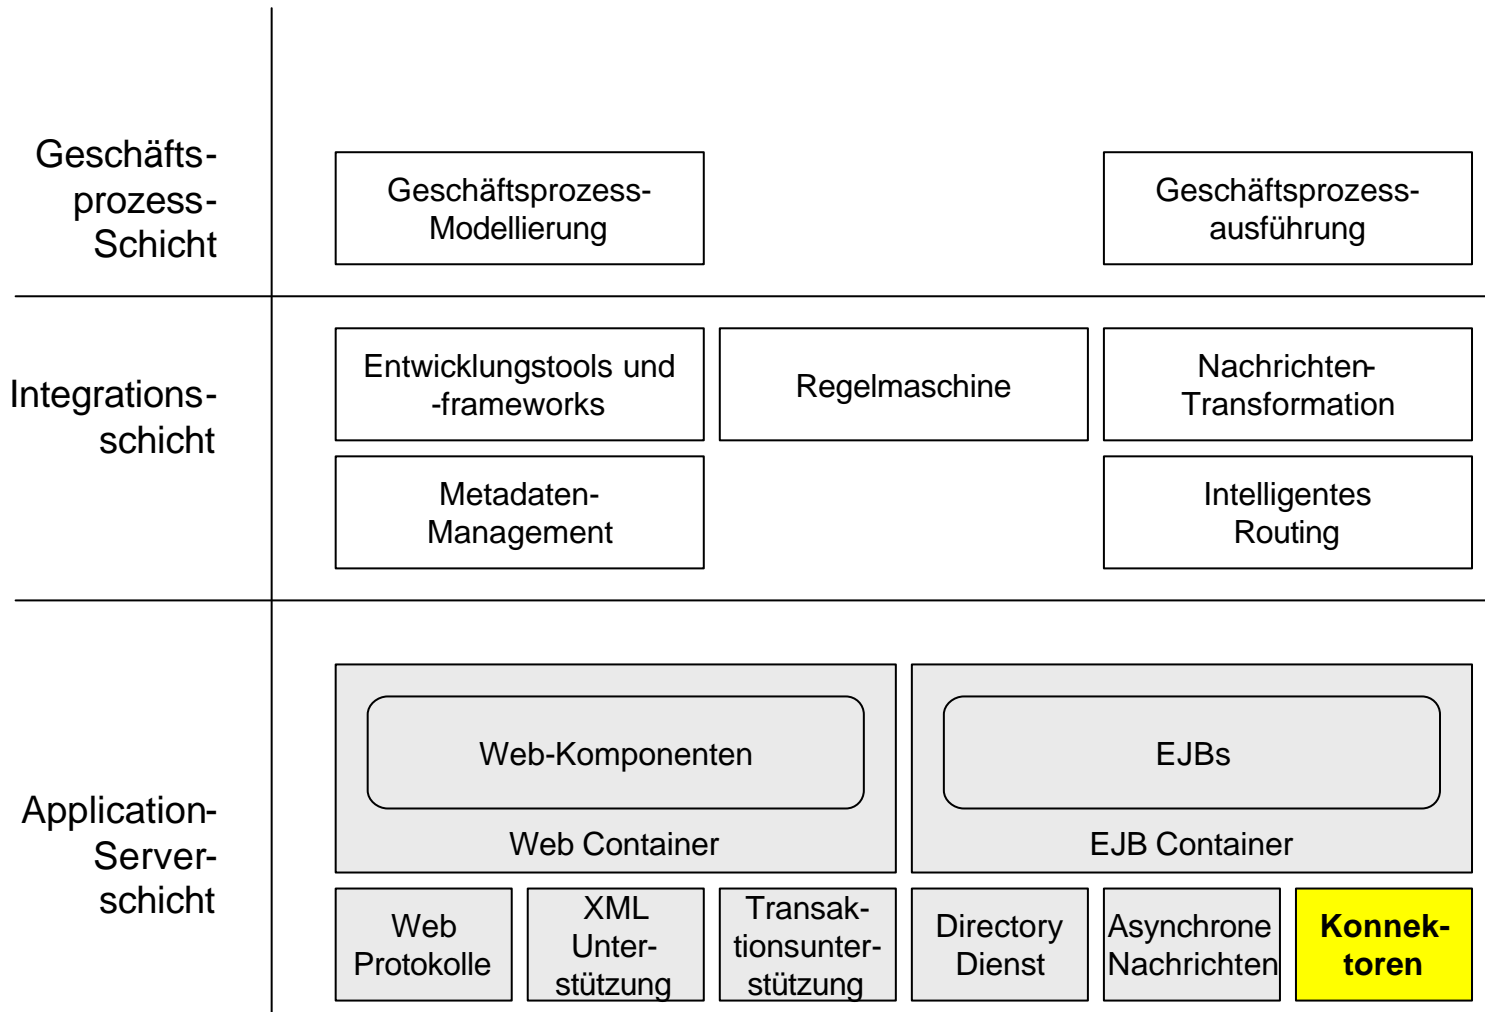 Geschäfts-
prozess-
Schicht
Geschäftsprozess-
Modellierung
Geschäftsprozess-
ausführung
Integrations-
schicht
Entwicklungstools und
-frameworks
Regelmaschine
Nachrichten-
Transformation
Metadaten-
Management
Intelligentes
Routing
Application-
Server-
schicht
Web-Komponenten
Web Container
EJBs
EJB Container
Web
Protokolle
XML
Unter-
stützung
Transak-
tionsunter-
stützung
Directory
Dienst
Asynchrone
Nachrichten
Konnek-
toren